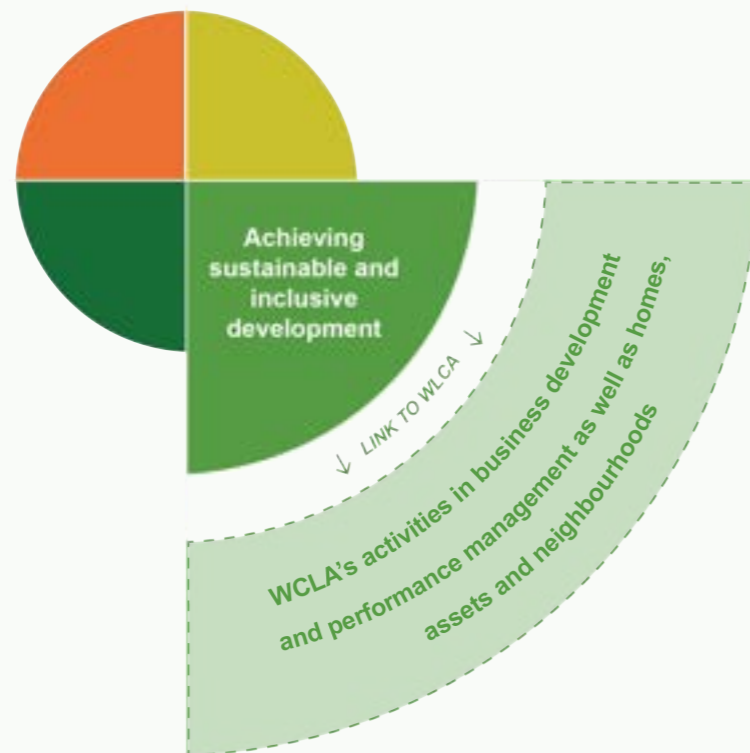 Achieving
sustainable and
inclusive
development
↓ LINK TO WLCA ↓
WCLA's activities in business development
and performance management as well as homes,
assets and neighbourhoods